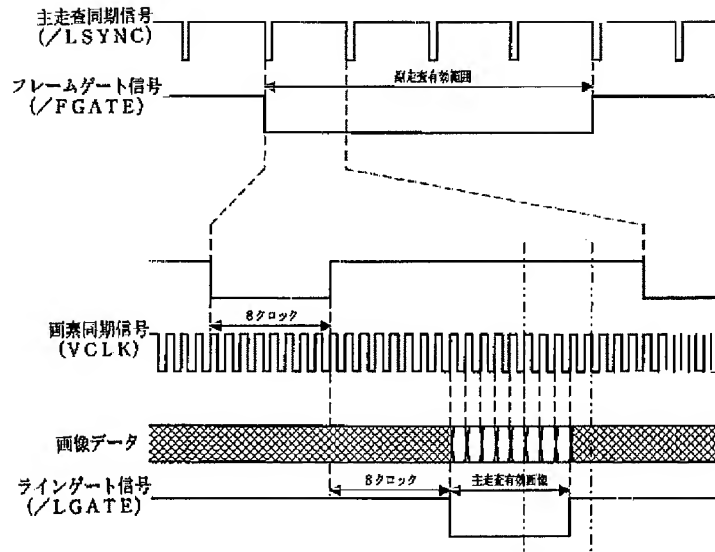 主走査同期信号
(/LSYNC)
フレームゲート信号
(/FGATE)
副走査有効範囲
8クロック
画素同期信号
(VCLK)
画像データ
8クロック
主走査有効画像
ラインゲート信号
(/LGATE)